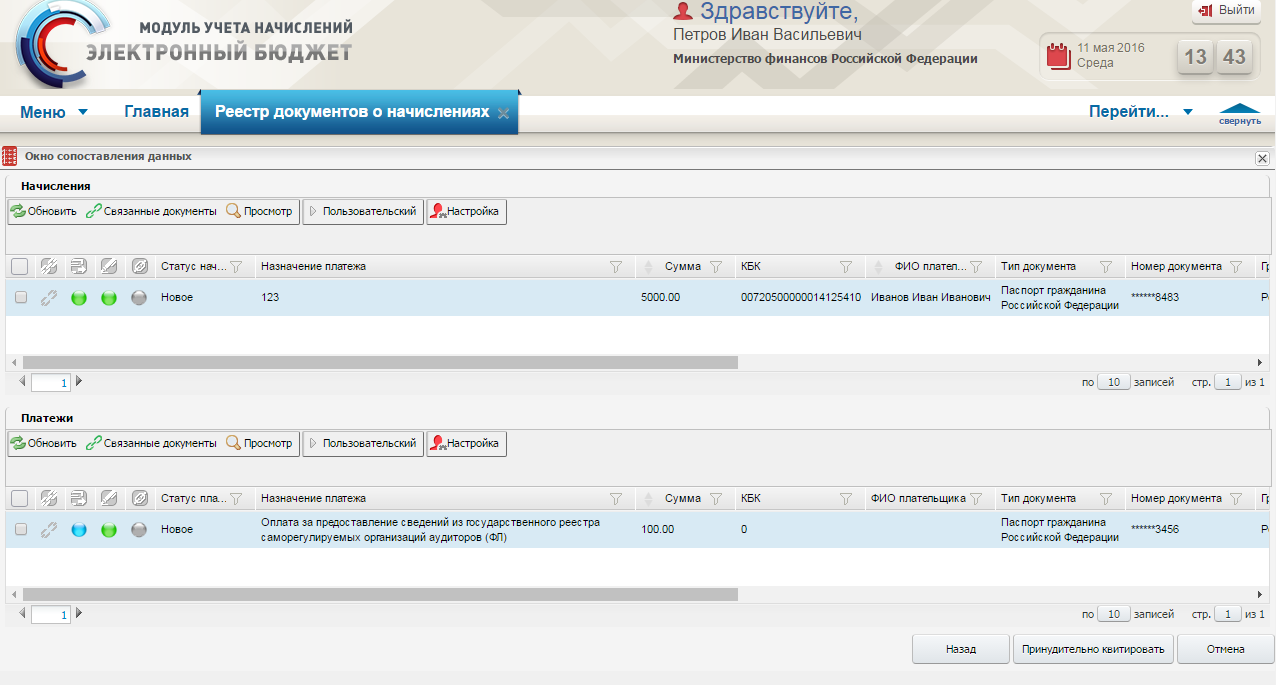 МОДУЛЬ УЧЕТА НАЧИСЛЕНИЙ
ЭЛЕКТРОННЫЙ БЮДЖЕТ
Здравствуйте,
Петров Иван Васильевич
Министерство финансов Российской Федерации
Выйти
11 мая 2016
Среда
13 43
Меню Главная Реестр документов о начислениях Перейти... свернуть
Окно сопоставления данных
Начисления
Обновить Связанные документы Просмотр Пользовательский Настройка
Статус нач... Назначение платежа Сумма КБК ФИО плател... Тип документа Номер документа
Новое 123 5000.00 00720500000014125410 Иванов Иван Иванович Паспорт гражданина Российской Федерации ******8483
1 по 10 записей стр. 1 из 1
Платежи
Обновить Связанные документы Просмотр Пользовательский Настройка
Статус пла... Назначение платежа Сумма КБК ФИО плательщика Тип документа Номер документа
Новое Оплата за предоставление сведений из государственного реестра саморегулируемых организаций аудиторов (ФЛ) 100.00 0 Паспорт гражданина Российской Федерации ******3456
1 по 10 записей стр. 1 из 1
Назад Принудительно квитировать Отмена